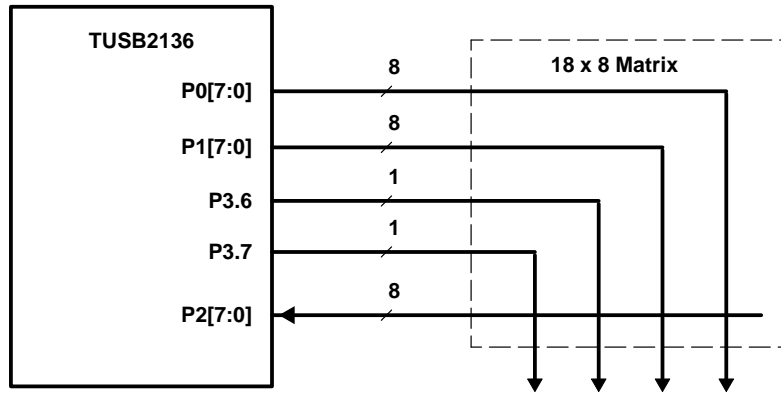 TUSB2136
18 x 8 Matrix
P0[7:0]
8
P1[7:0]
8
P3.6
1
P3.7
1
P2[7:0]
8